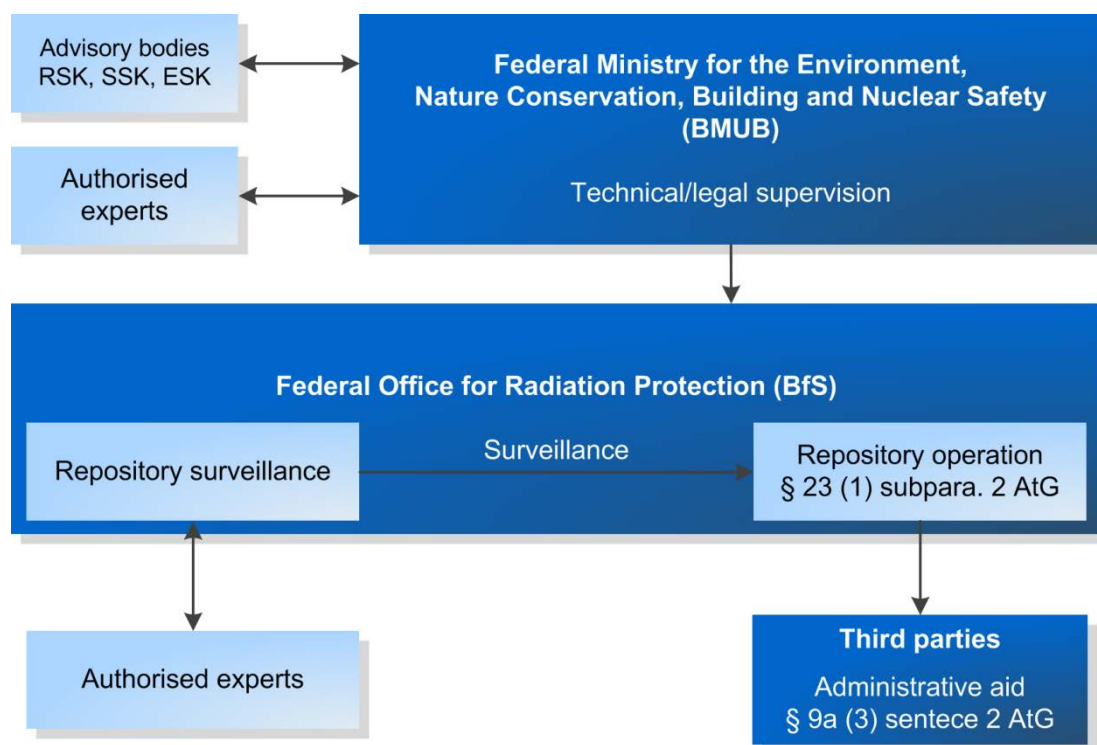 Advisory bodies
RSK, SSK, ESK
Federal Ministry for the Environment,
Nature Conservation, Building and Nuclear Safety
(BMUB)
Technical/legal supervision
Authorised
experts
Federal Office for Radiation Protection (BfS)
Repository surveillance
Surveillance
Repository operation
§ 23 (1) subpara. 2 AtG
Authorised experts
Third parties
Administrative aid
§ 9a (3) sentece 2 AtG